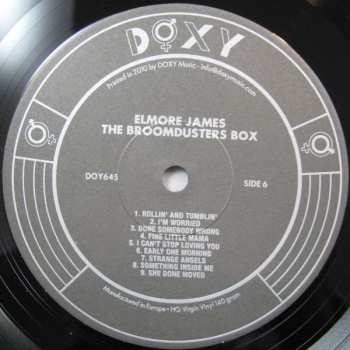 DOXY
Printed in 2010 by DOXY Music - info@doxymusic.com
ELMORE JAMES
THE BROOMDUSTERS BOX
DOY645
SIDE 6
1. ROLLIN' AND TUMBLIN'
2. I'M WORRIED
3. DONE SOMEBODY WRONG
4. FINE LITTLE MAMA
5. I CAN'T STOP LOVING YOU
6. EARLY ONE MORNING
7. STRANGE ANGELS
8. SOMETHING INSIDE ME
9. SHE DONE MOVED
Manufactured in Europe - HQ Virgin Vinyl 140 gram